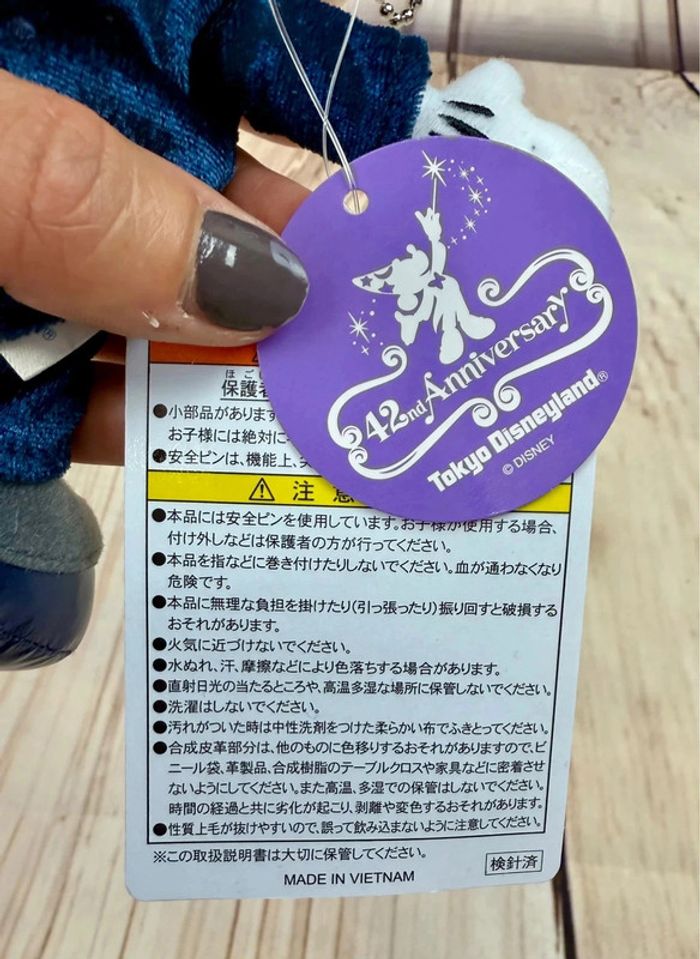 42nd Anniversary
Tokyo Disneyland®
© DISNEY
®
ほご
保護者
●小部品があります
お子様には絶対に
●安全ピンは、機能上、
⚠ 注 意
●本品には安全ピンを使用しています。お子様が使用する場合、
付け外しなどは保護者の方が行ってください。
●本品を指などに巻き付けたりしないでください。血が通わなくなり
危険です。
●本品に無理な負担を掛けたり(引っ張ったり)振り回すと破損する
おそれがあります。
●火気に近づけないでください。
●水ぬれ、汗、摩擦などにより色落ちする場合があります。
●直射日光の当たるところや、高温多湿な場所に保管しないでください。
●洗濯はしないでください。
●汚れがついた時は中性洗剤をつけた柔らかい布でふきとってください。
●合成皮革部分は、他のものに色移りするおそれがありますので、ビ
ニール袋、革製品、合成樹脂のテーブルクロスや家具などに密着させ
ないようにしてください。また高温、多湿での保管はしないでください。
時間の経過と共に劣化が起こり、剥離や変色するおそれがあります。
●性質上毛が抜けやすいので、誤って飲み込まないように注意してください。
※この取扱説明書は大切に保管してください。
検針済
MADE IN VIETNAM